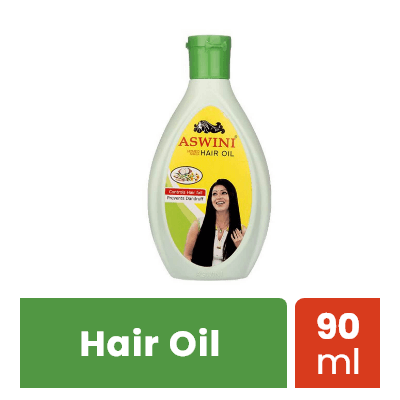 ASWINI
HAIR OIL
Controls Hair Fall
Prevents Dandruff
Hair Oil
90
ml